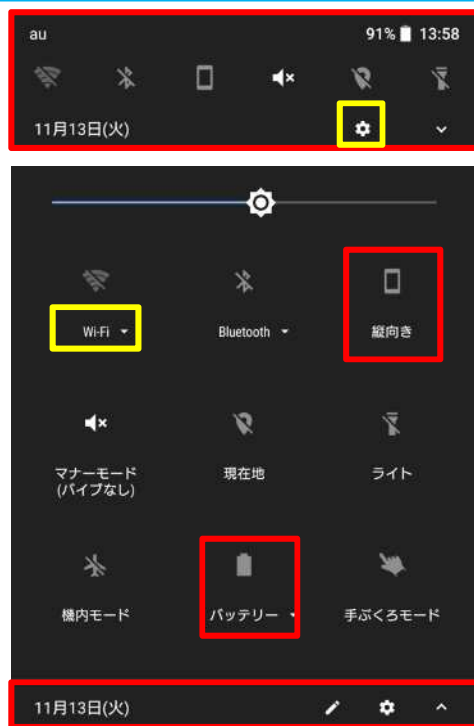 au 91% 13:58
11月13日(火)
Wi-Fi Bluetooth 縦向き
マナーモード 現在地 ライト
(バイブなし)
機内モード バッテリー 手ぶくろモード
11月13日(火)